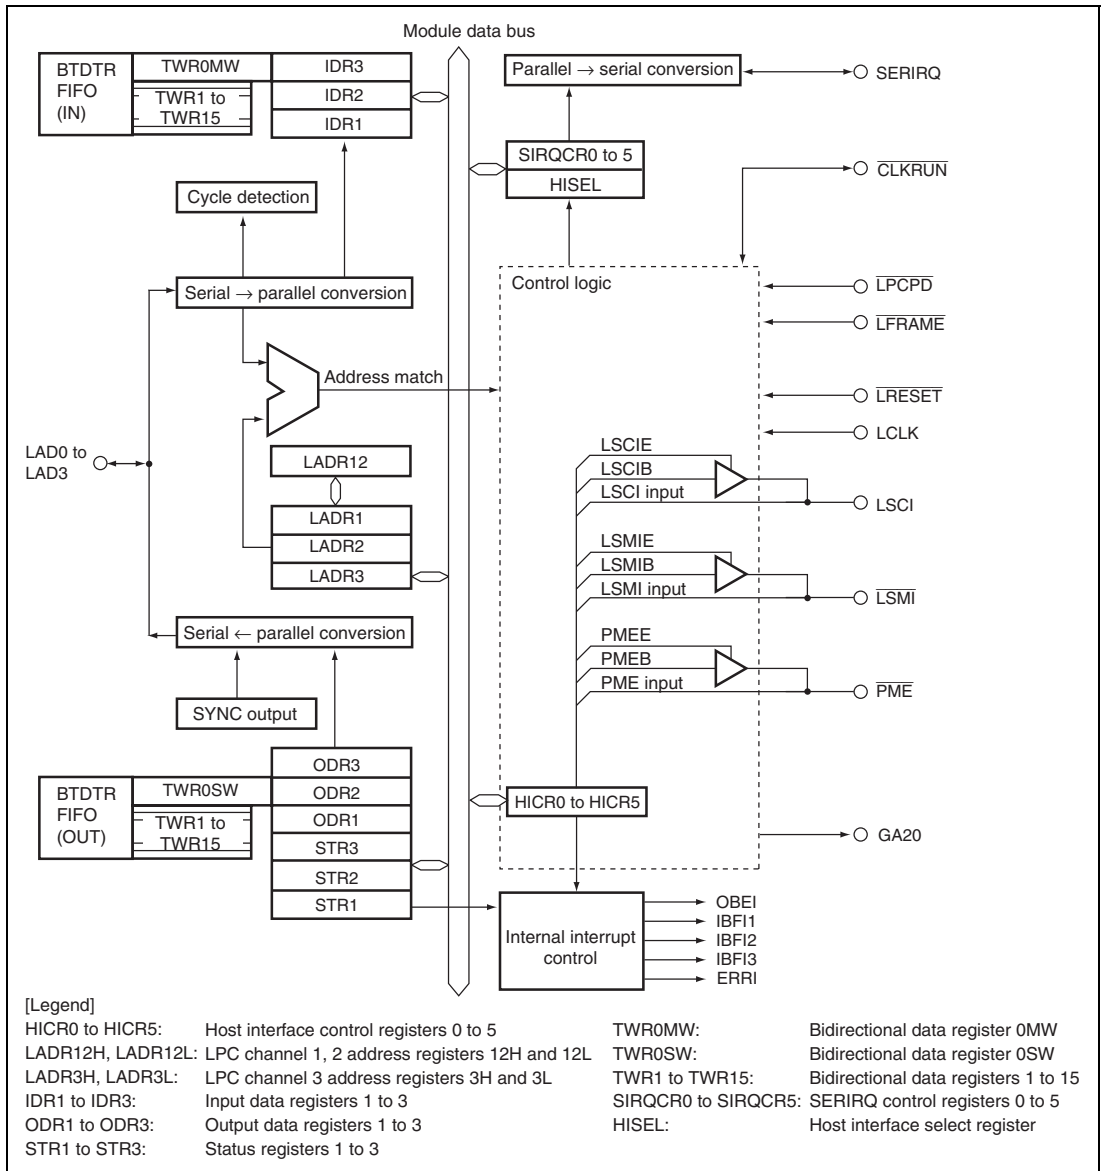 Module data bus
BTDTR
FIFO
(IN)
TWR0MW
TWR1 to
TWR15
IDR3
IDR2
IDR1
Parallel → serial conversion
SERIRQ
SIRQCR0 to 5
HISEL
CLKRUN
Cycle detection
Serial → parallel conversion
Control logic
LPCPD
LFRAME
Address match
LRESET
LCLK
LAD0 to
LAD3
LADR12
LADR1
LADR2
LADR3
LSCIE
LSCIB
LSCI input
LSCI
LSMIE
LSMIB
LSMI input
LSMI
Serial ← parallel conversion
PMEE
PMEB
PME input
PME
SYNC output
BTDTR
FIFO
(OUT)
TWR0SW
TWR1 to
TWR15
ODR3
ODR2
ODR1
STR3
STR2
STR1
HICR0 to HICR5
GA20
Internal interrupt
control
OBEI
IBFI1
IBFI2
IBFI3
ERRI
[Legend]
HICR0 to HICR5: Host interface control registers 0 to 5
LADR12H, LADR12L: LPC channel 1, 2 address registers 12H and 12L
LADR3H, LADR3L: LPC channel 3 address registers 3H and 3L
IDR1 to IDR3: Input data registers 1 to 3
ODR1 to ODR3: Output data registers 1 to 3
STR1 to STR3: Status registers 1 to 3
TWR0MW: Bidirectional data register 0MW
TWR0SW: Bidirectional data register 0SW
TWR1 to TWR15: Bidirectional data registers 1 to 15
SIRQCR0 to SIRQCR5: SERIRQ control registers 0 to 5
HISEL: Host interface select register